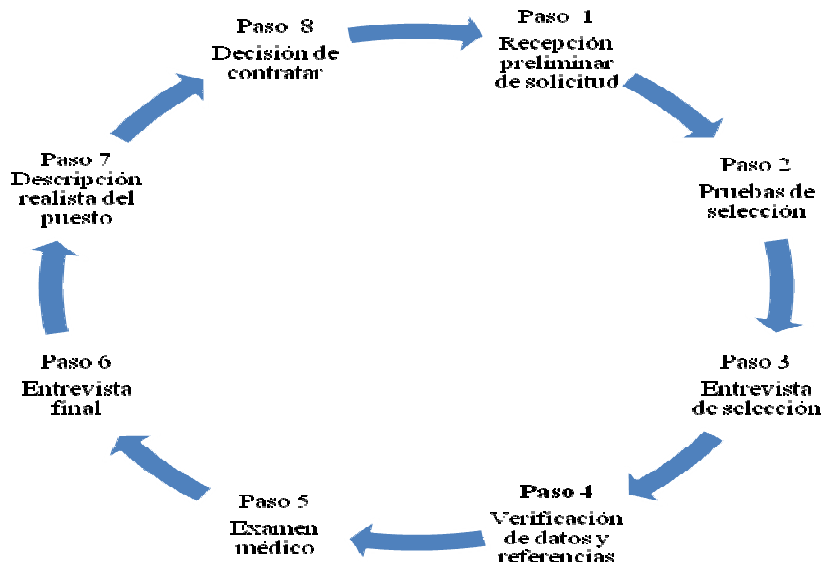 Paso 1
Recepción
preliminar
de solicitud
Paso 2
Pruebas de
selección
Paso 3
Entrevista
de selección
Paso 4
Verificación
de datos y
referencias
Paso 5
Examen
médico
Paso 6
Entrevista
final
Paso 7
Descripción
realista del
puesto
Paso 8
Decisión de
contratar